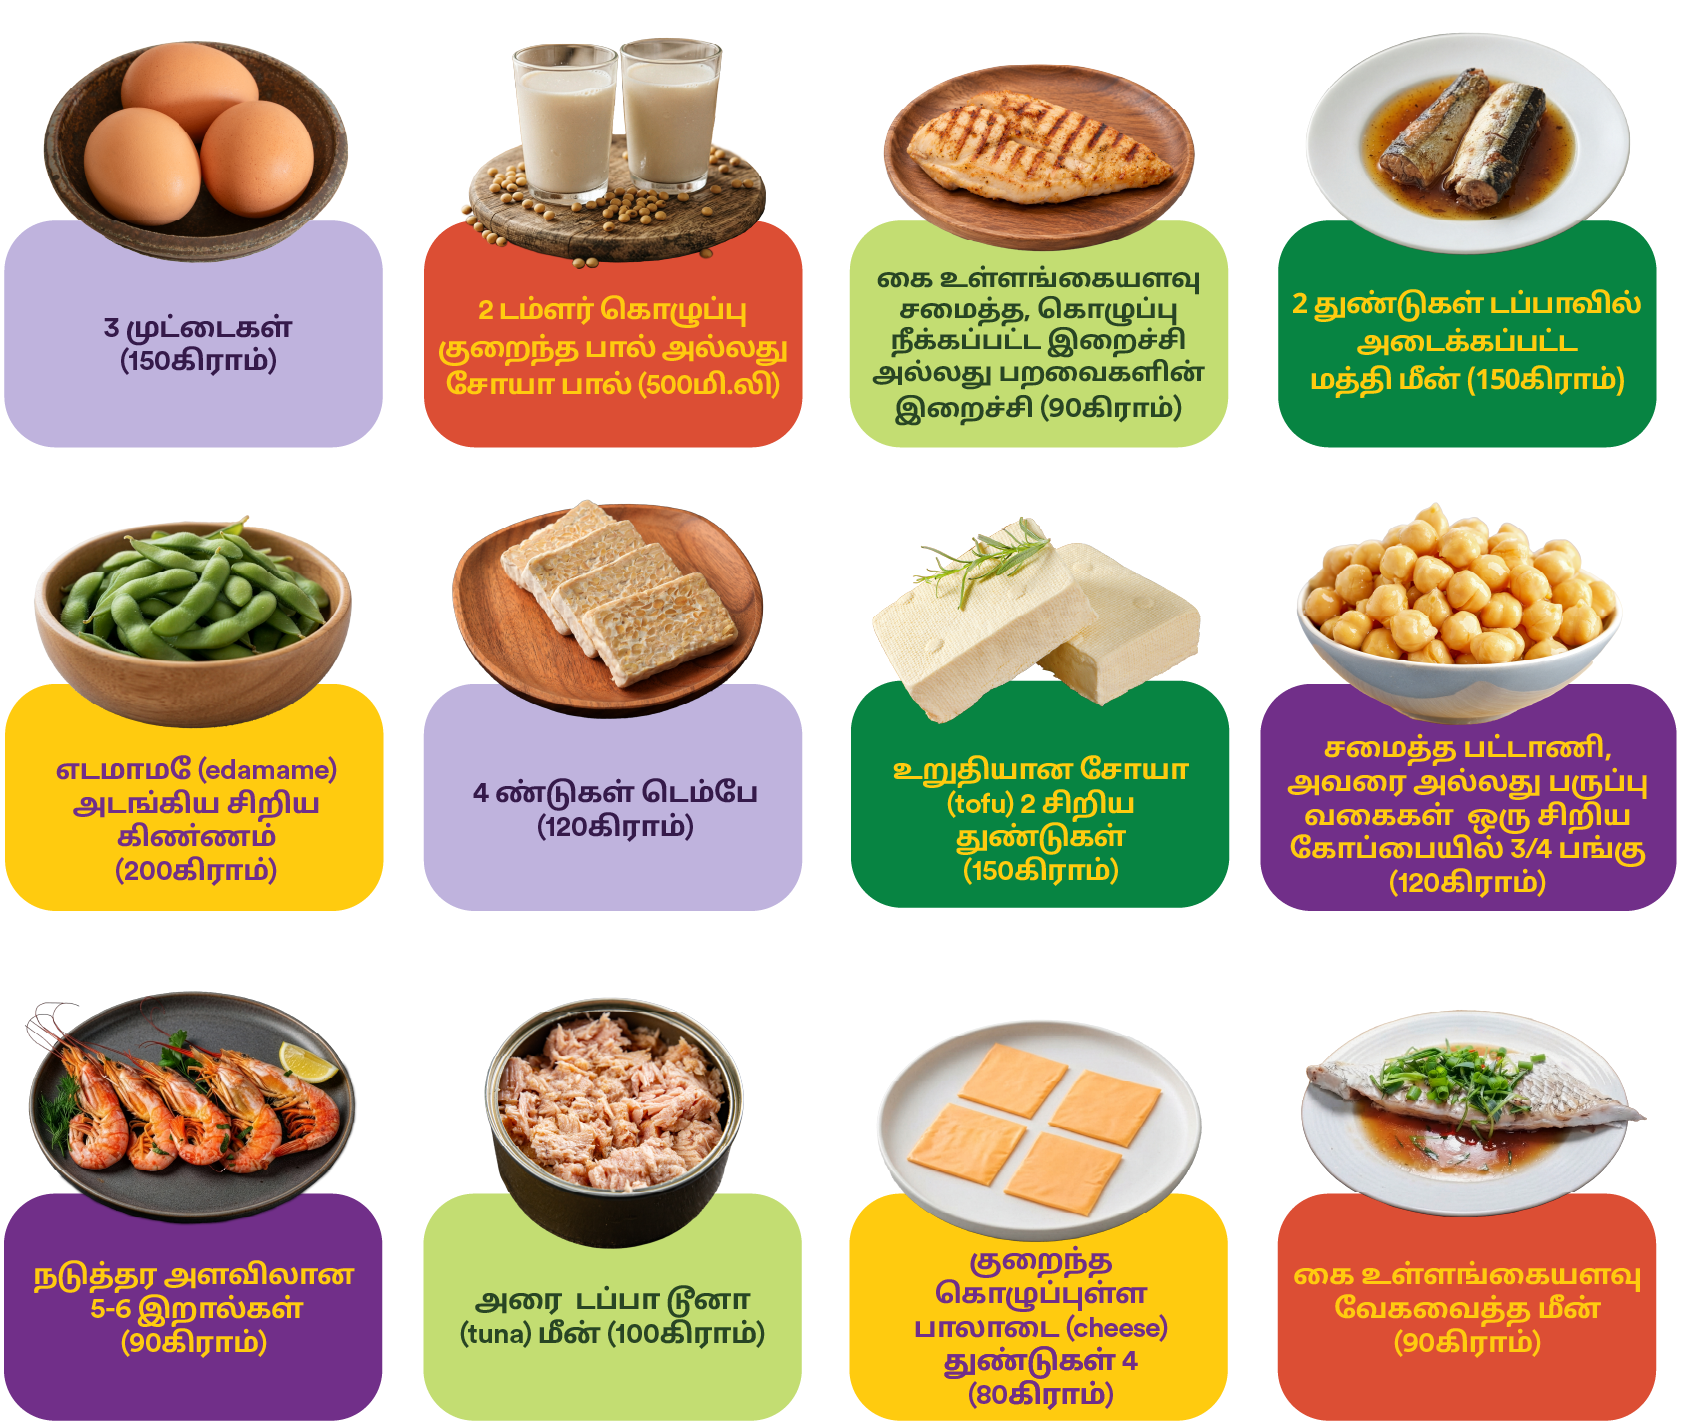 3 முட்டைகள்
(150கிராம்)
2 டம்ளர் கொழுப்பு
குறைந்த பால் அல்லது
சோயா பால் (500மி.லி)
கை உள்ளங்கையளவு
சமைத்த, கொழுப்பு
நீக்கப்பட்ட இறைச்சி
அல்லது பறவைகளின்
இறைச்சி (90கிராம்)
2 துண்டுகள் டப்பாவில்
அடைக்கப்பட்ட
மத்தி மீன் (150கிராம்)
எடமாமே (edamame)
அடங்கிய சிறிய
கிண்ணம்
(200கிராம்)
4 ண்டுகள் டெம்பே
(120கிராம்)
உறுதியான சோயா
(tofu) 2 சிறிய
துண்டுகள்
(150கிராம்)
சமைத்த பட்டாணி,
அவரை அல்லது பருப்பு
வகைகள் ஒரு சிறிய
கோப்பையில் 3/4 பங்கு
(120கிராம்)
நடுத்தர அளவிலான
5-6 இறால்கள்
(90கிராம்)
அரை டப்பா டூனா
(tuna) மீன் (100கிராம்)
குறைந்த
கொழுப்புள்ள
பாலாடை (cheese)
துண்டுகள் 4
(80கிராம்)
கை உள்ளங்கையளவு
வேகவைத்த மீன்
(90கிராம்)